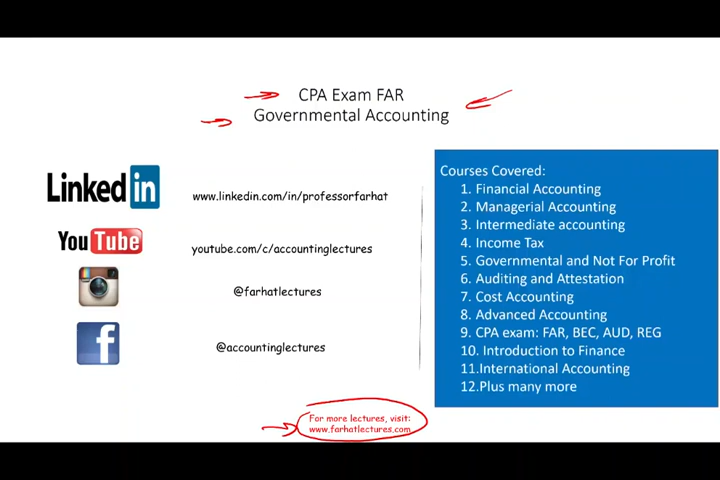 CPA Exam FAR
Governmental Accounting
LinkedIn
www.linkedin.com/in/professorfarhat
YouTube
youtube.com/c/accountinglectures
@farhatlectures
f
@accountinglectures
Courses Covered:
1. Financial Accounting
2. Managerial Accounting
3. Intermediate accounting
4. Income Tax
5. Governmental and Not For Profit
6. Auditing and Attestation
7. Cost Accounting
8. Advanced Accounting
9. CPA exam: FAR, BEC, AUD, REG
10. Introduction to Finance
11.International Accounting
12.Plus many more
For more lectures, visit:
www.farhatlectures.com